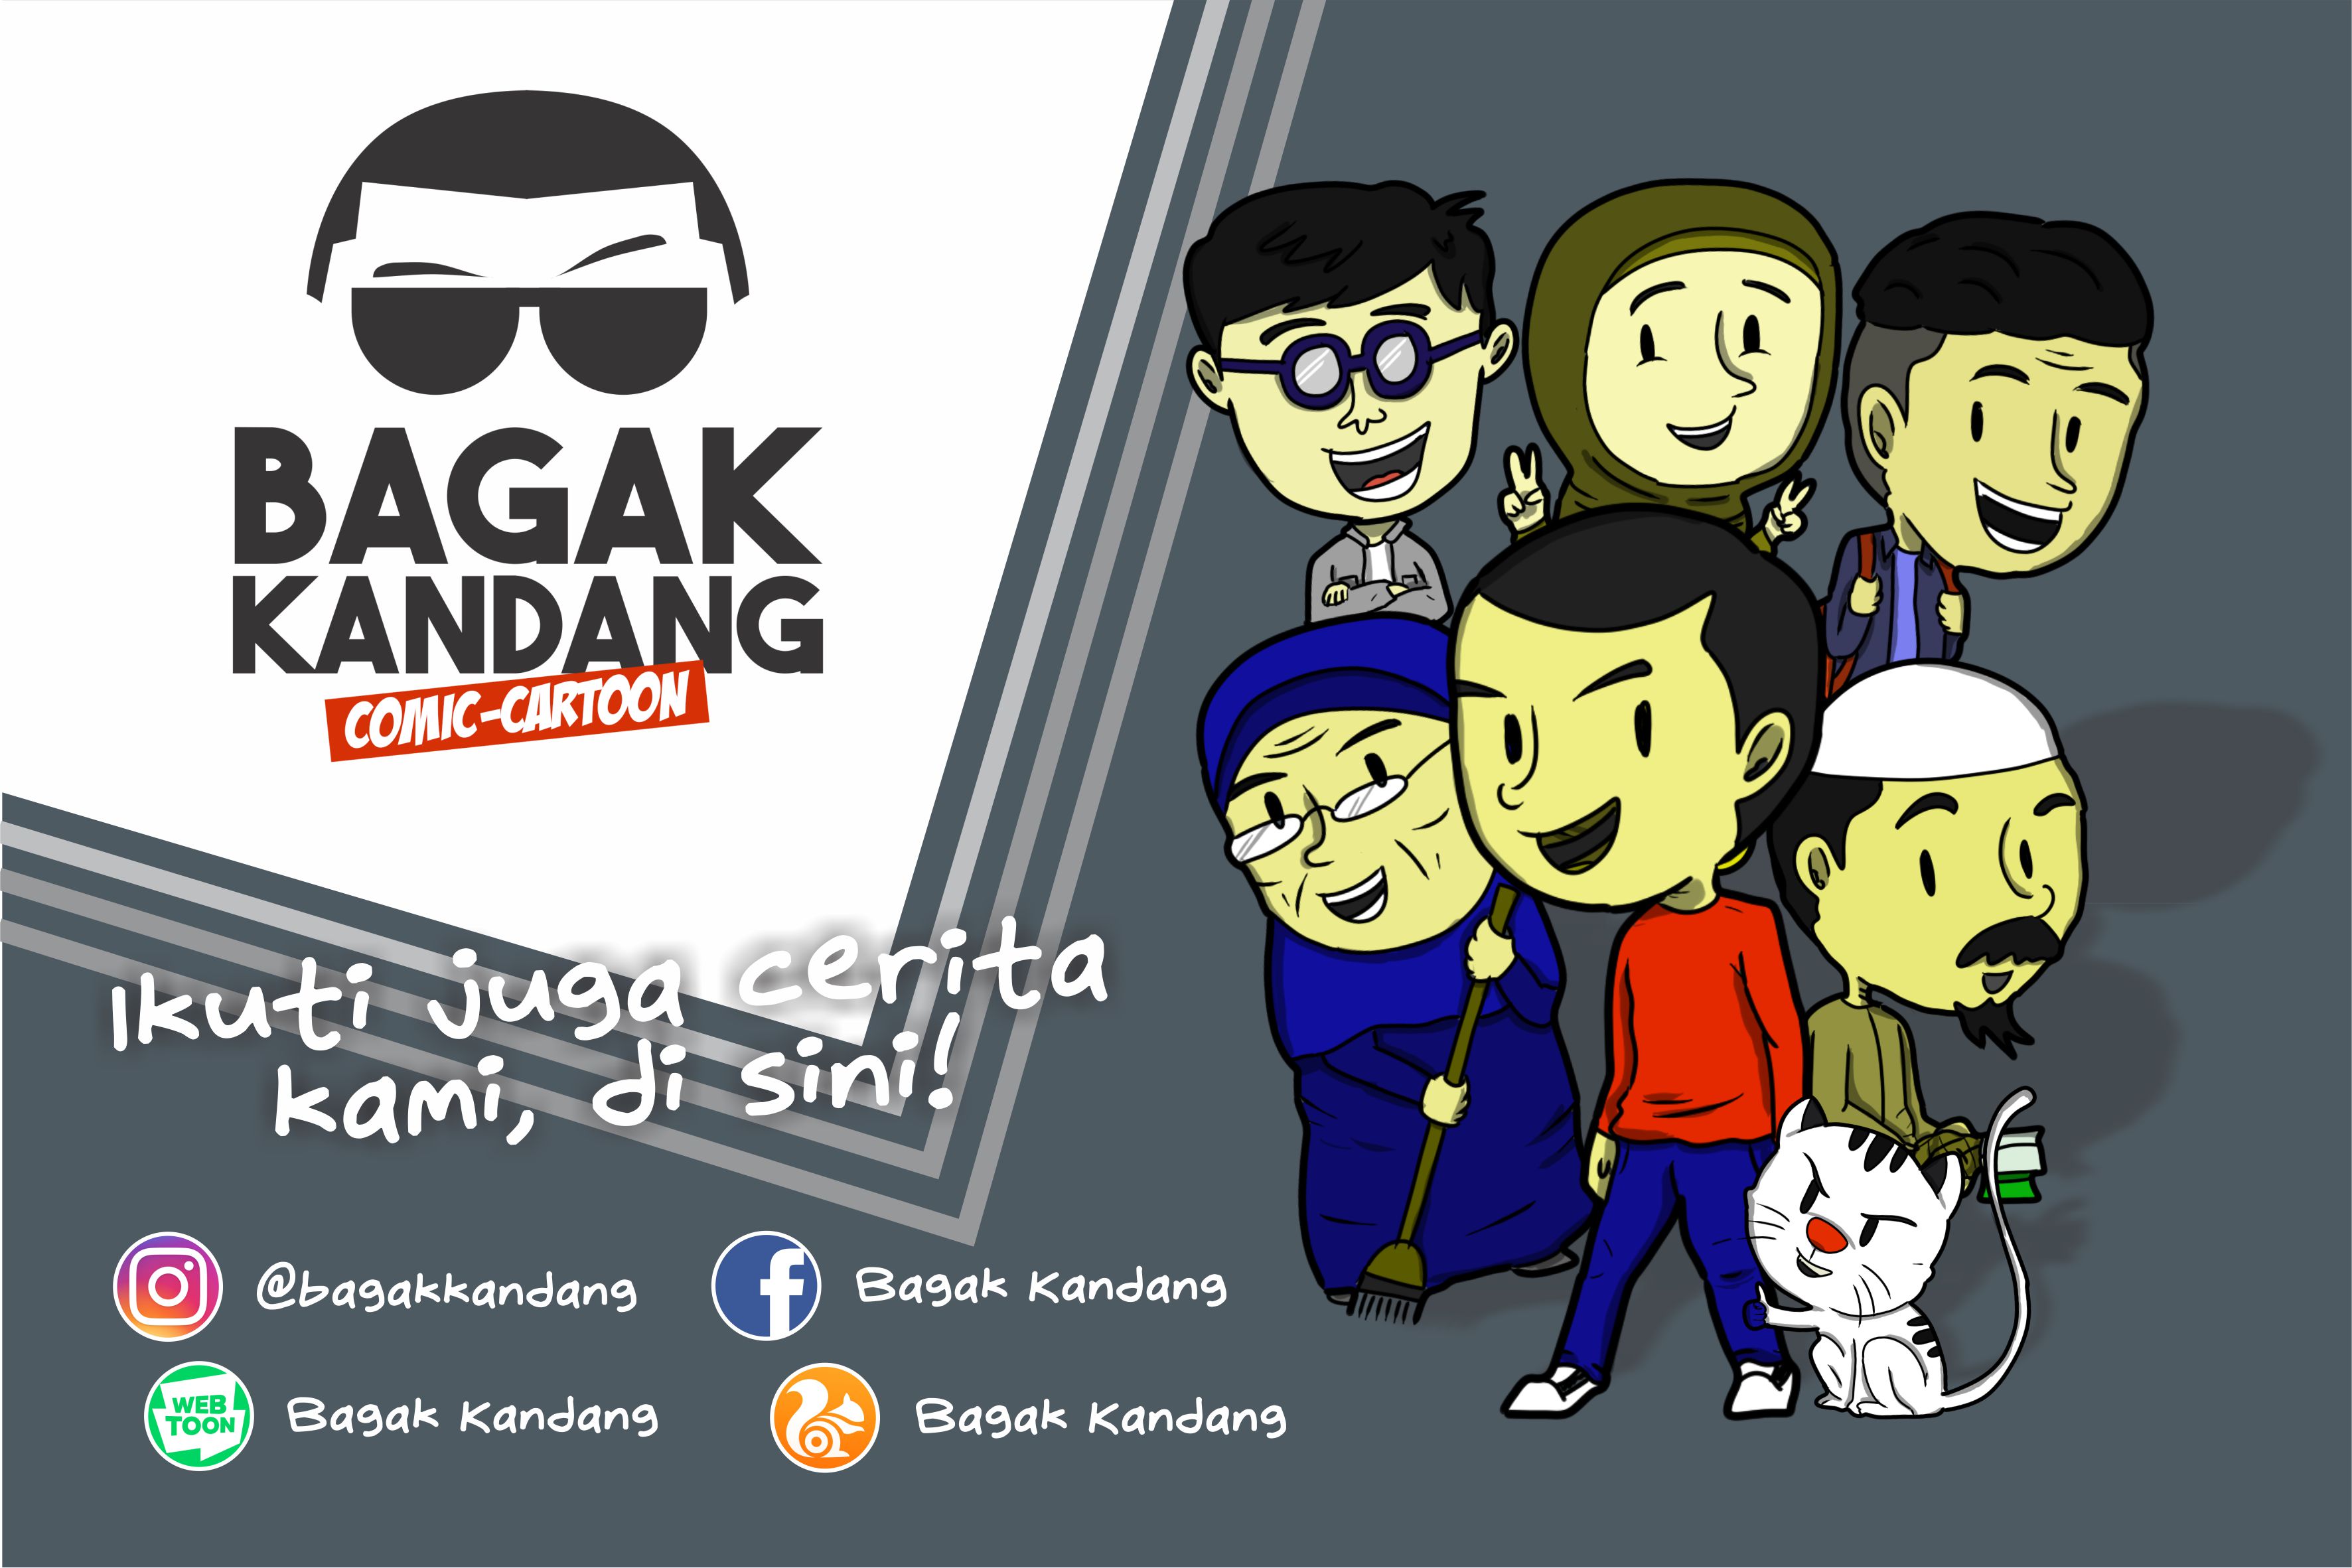 BAGAK
KANDANG
COMIC-CARTOON
Ikuti juga cerita
kami, di sini!
@bagakkandang
Bagak Kandang
WEB
TOON
Bagak Kandang
Bagak Kandang